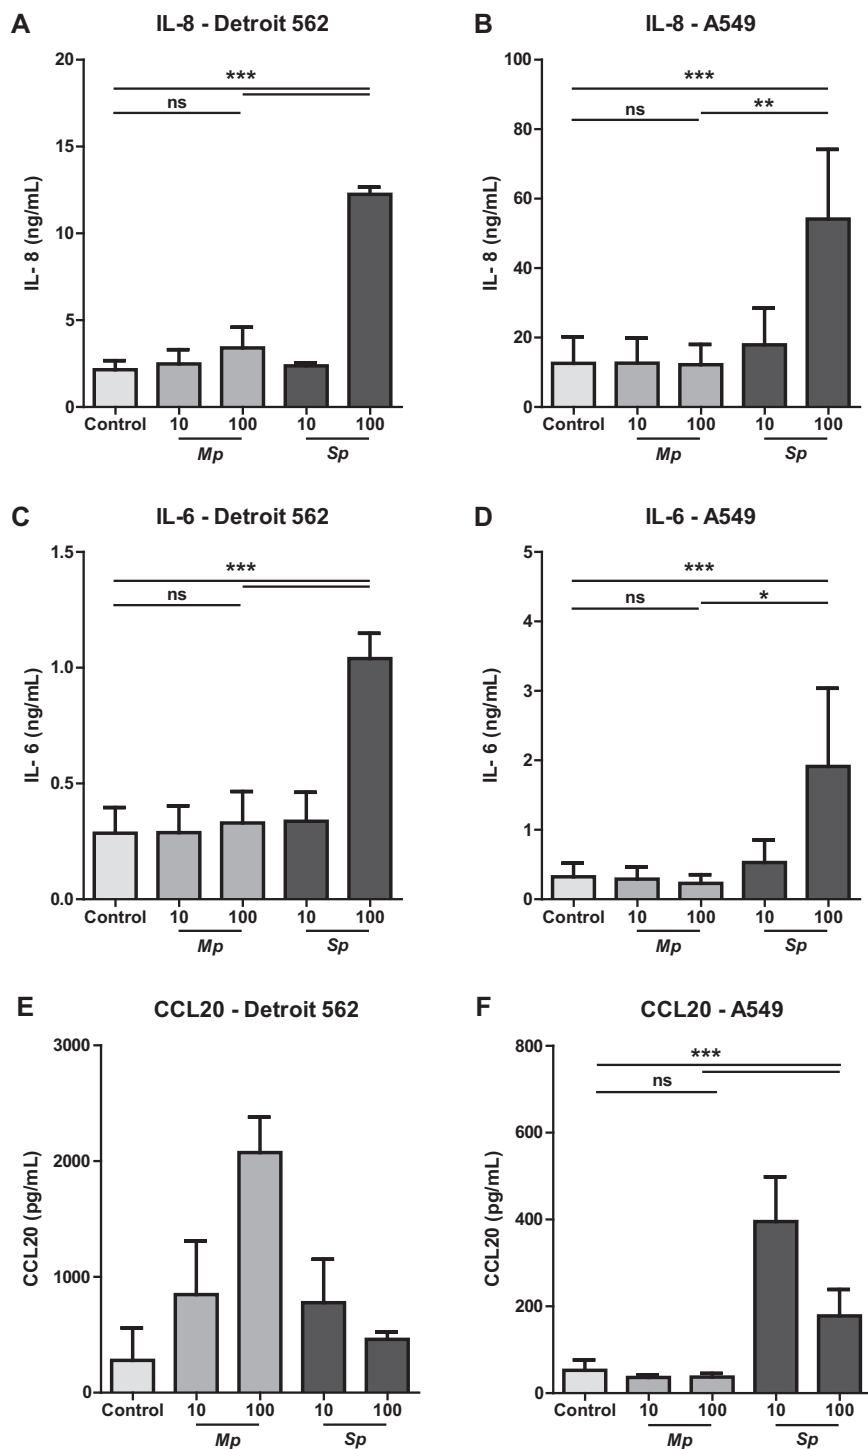 A IL-8 - Detroit 562
IL- 8 (ng/mL)
20
15
10
5
0
***
ns
Control 10 100 10 100
Mp Sp
B IL-8 - A549
IL- 8 (ng/mL)
100
80
60
40
20
0
***
ns **
Control 10 100 10 100
Mp Sp
C IL-6 - Detroit 562
IL- 6 (ng/mL)
1.5
1.0
0.5
0.0
***
ns
Control 10 100 10 100
Mp Sp
D IL-6 - A549
IL- 6 (ng/mL)
5
4
3
2
1
0
***
ns *
Control 10 100 10 100
Mp Sp
E CCL20 - Detroit 562
CCL20 (pg/mL)
3000
2000
1000
0
Control 10 100 10 100
Mp Sp
F CCL20 - A549
CCL20 (pg/mL)
800
600
400
200
0
***
ns
Control 10 100 10 100
Mp Sp